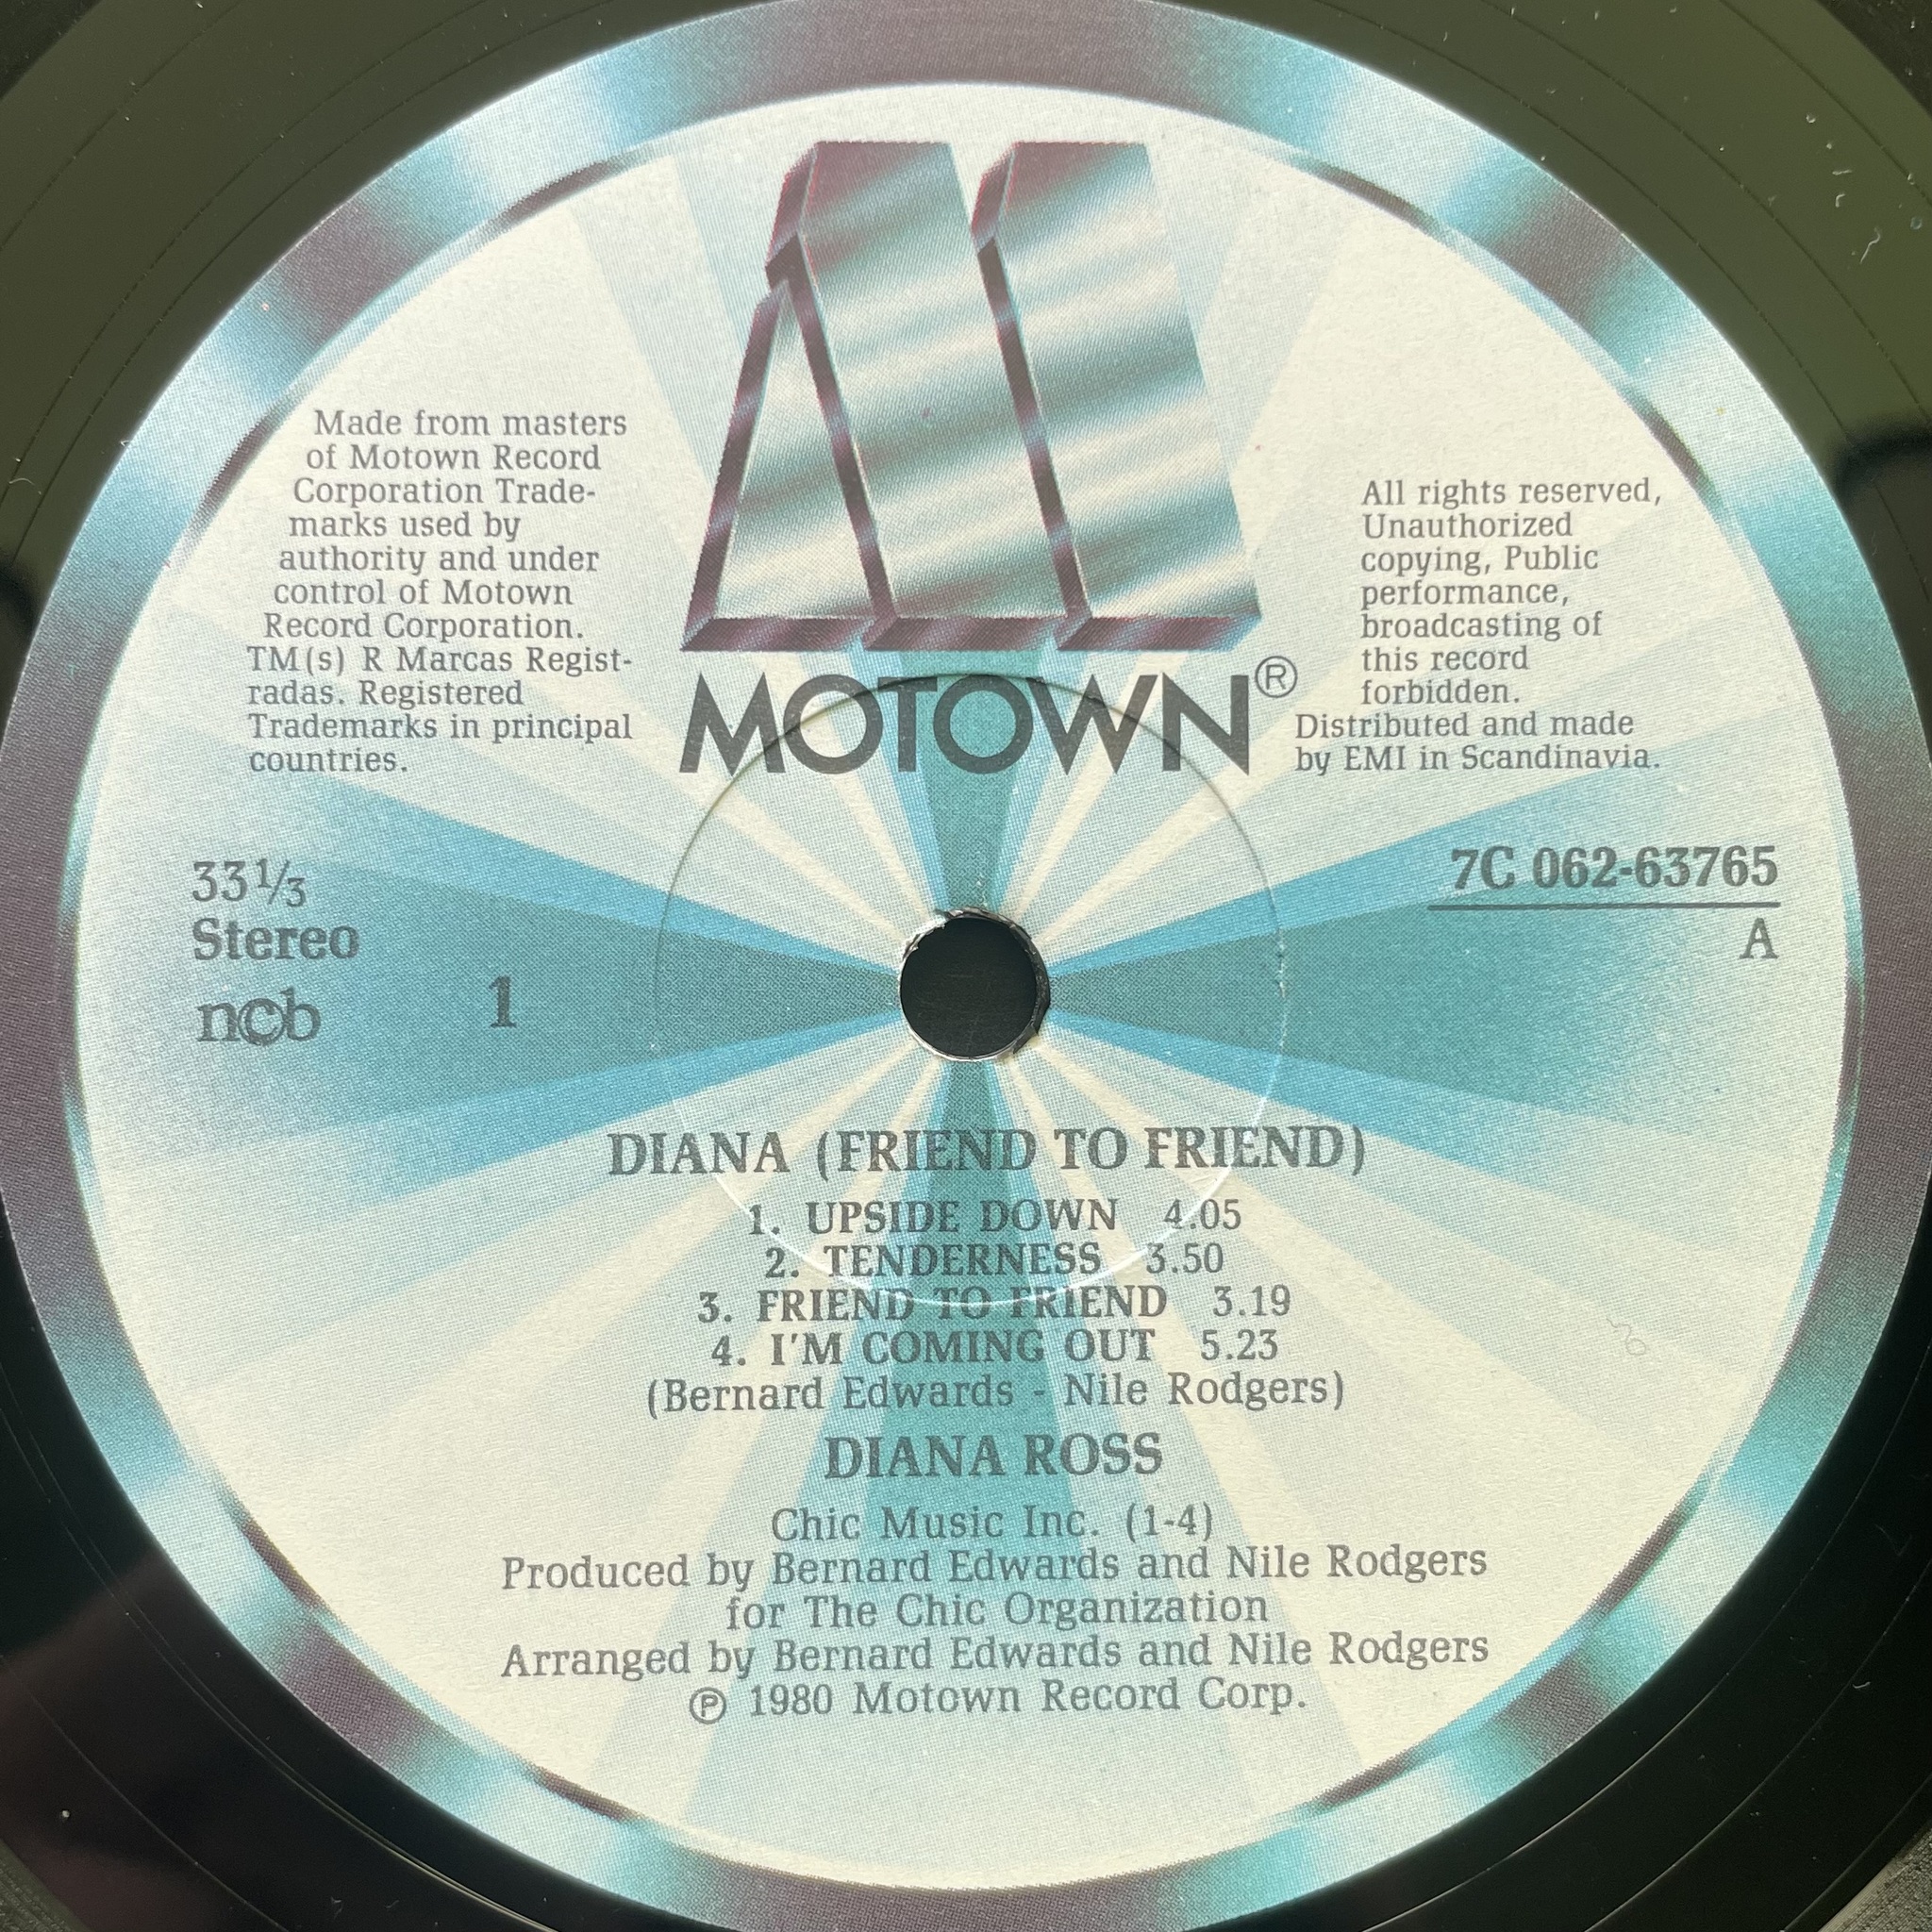 Made from masters
of Motown Record
Corporation Trade-
marks used by
authority and under
control of Motown
Record Corporation.
TM(s) R Marcas Regist-
radas. Registered
Trademarks in principal
countries.
MOTOWN®
All rights reserved,
Unauthorized
copying, Public
performance,
broadcasting of
this record
forbidden.
Distributed and made
by EMI in Scandinavia.
33⅓
Stereo
ncb
1
7C 062-63765
A
DIANA (FRIEND TO FRIEND)
1. UPSIDE DOWN 4.05
2. TENDERNESS 3.50
3. FRIEND TO FRIEND 3.19
4. I'M COMING OUT 5.23
(Bernard Edwards - Nile Rodgers)
DIANA ROSS
Chic Music Inc. (1-4)
Produced by Bernard Edwards and Nile Rodgers
for The Chic Organization
Arranged by Bernard Edwards and Nile Rodgers
℗ 1980 Motown Record Corp.